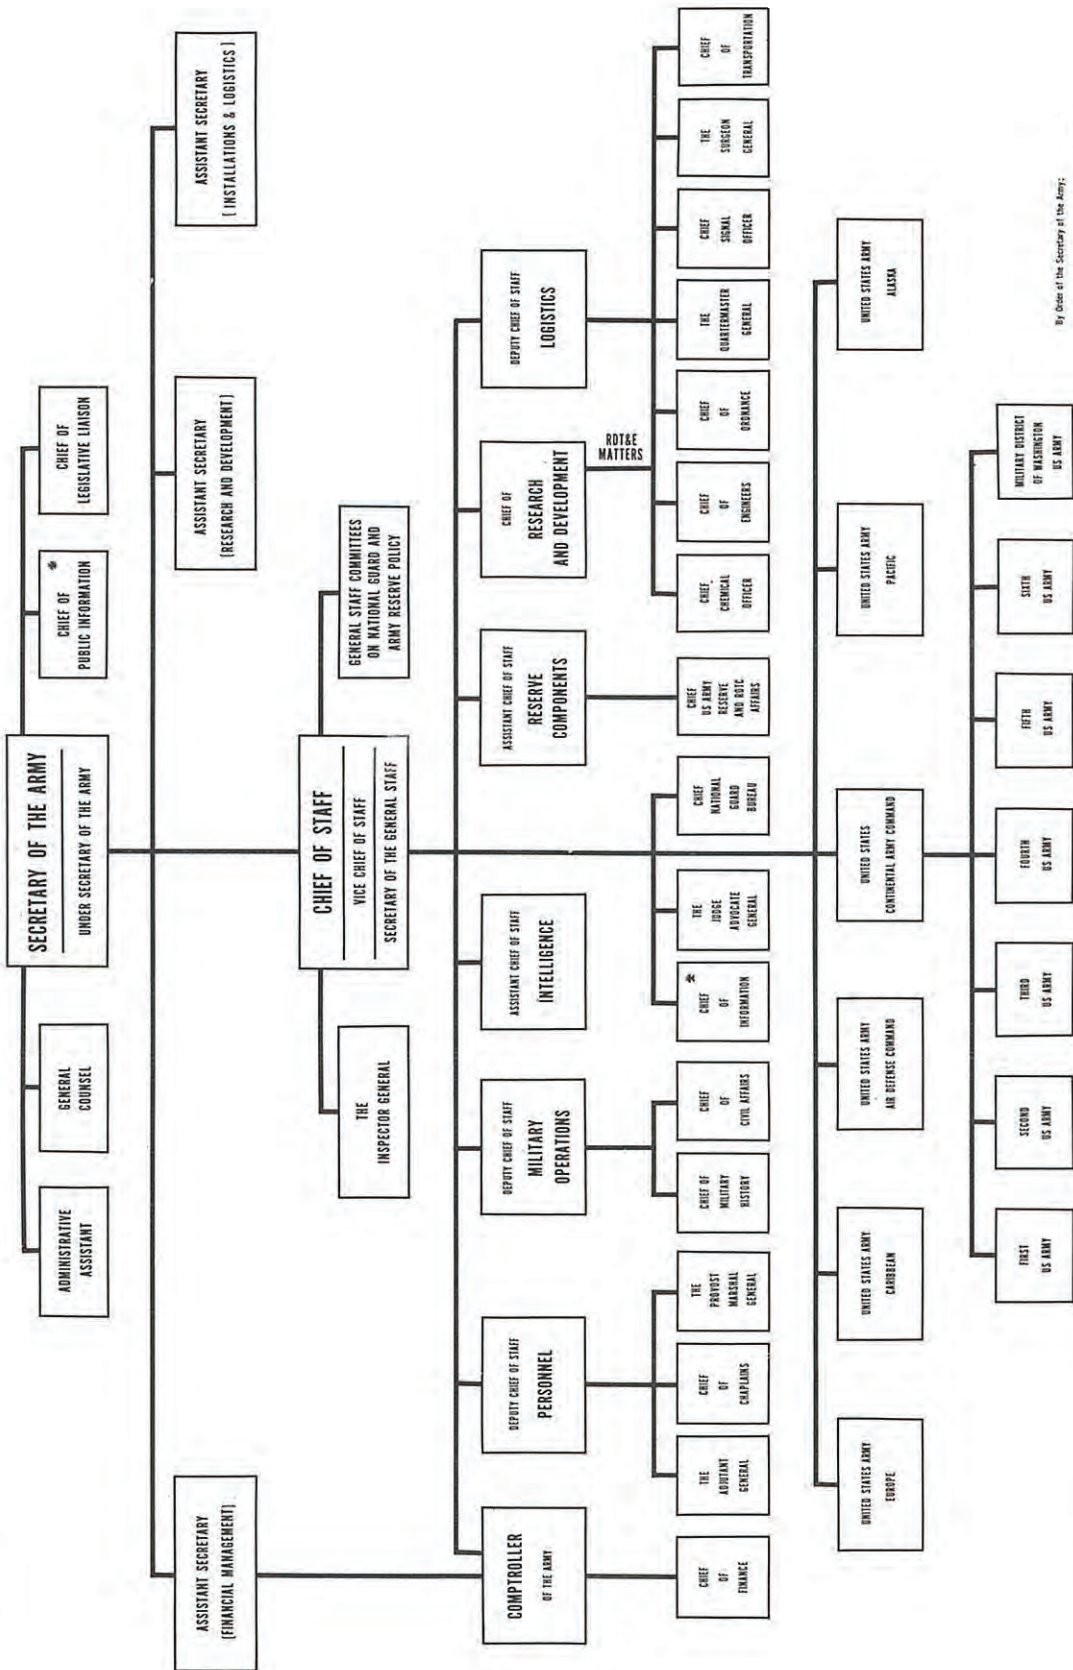 SECRETARY OF THE ARMY
UNDER SECRETARY OF THE ARMY
ADMINISTRATIVE
ASSISTANT
GENERAL
COUNSEL
CHIEF OF *
PUBLIC INFORMATION
CHIEF OF
LEGISLATIVE LIAISON
ASSISTANT SECRETARY
[FINANCIAL MANAGEMENT]
ASSISTANT SECRETARY
[RESEARCH AND DEVELOPMENT]
ASSISTANT SECRETARY
[INSTALLATIONS & LOGISTICS]
CHIEF OF STAFF
VICE CHIEF OF STAFF
SECRETARY OF THE GENERAL STAFF
THE
INSPECTOR GENERAL
GENERAL STAFF COMMITTEES
ON NATIONAL GUARD AND
ARMY RESERVE POLICY
COMPTROLLER
OF THE ARMY
DEPUTY CHIEF OF STAFF
PERSONNEL
DEPUTY CHIEF OF STAFF
MILITARY
OPERATIONS
ASSISTANT CHIEF OF STAFF
INTELLIGENCE
ASSISTANT CHIEF OF STAFF
RESERVE
COMPONENTS
CHIEF OF
RESEARCH
AND DEVELOPMENT
DEPUTY CHIEF OF STAFF
LOGISTICS
RDT&E
MATTERS
CHIEF
OF
FINANCE
THE
ADJUTANT
GENERAL
CHIEF
OF
CHAPLAINS
THE
PROVOST
MARSHAL
GENERAL
CHIEF OF
MILITARY
HISTORY
CHIEF
OF
CIVIL AFFAIRS
CHIEF *
OF
INFORMATION
THE
JUDGE
ADVOCATE
GENERAL
CHIEF
NATIONAL
GUARD
BUREAU
CHIEF
US ARMY
RESERVE
AND ROTC
AFFAIRS
CHIEF
CHEMICAL
OFFICER
CHIEF
OF
ENGINEERS
CHIEF
OF
ORDNANCE
THE
QUARTERMASTER
GENERAL
CHIEF
SIGNAL
OFFICER
THE
SURGEON
GENERAL
CHIEF
OF
TRANSPORTATION
UNITED STATES ARMY
EUROPE
UNITED STATES ARMY
CARIBBEAN
UNITED STATES ARMY
AIR DEFENSE COMMAND
UNITED STATES
CONTINENTAL ARMY COMMAND
UNITED STATES ARMY
PACIFIC
UNITED STATES ARMY
ALASKA
FIRST
US ARMY
SECOND
US ARMY
THIRD
US ARMY
FOURTH
US ARMY
FIFTH
US ARMY
SIXTH
US ARMY
MILITARY DISTRICT
OF WASHINGTON
US ARMY
By Order of the Secretary of the Army: